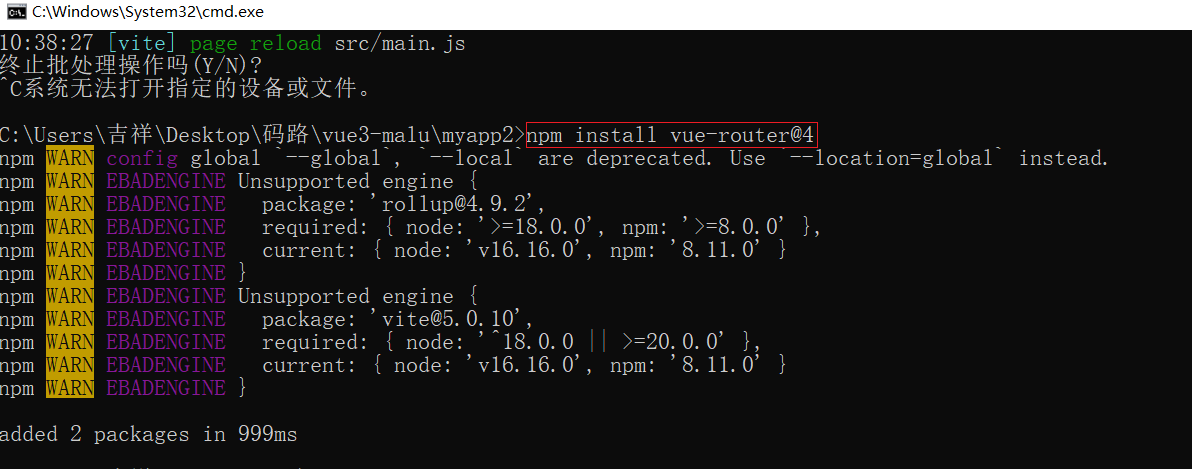 C:\Windows\System32\cmd.exe
10:38:27 [vite] page reload src/main.js
终止批处理操作吗(Y/N)?
^C系统无法打开指定的设备或文件。
C:\Users\吉祥\Desktop\码路\vue3-malu\myapp2>npm install vue-router@4
npm WARN config global `--global`, `--local` are deprecated. Use `--location=global` instead.
npm WARN EBADENGINE Unsupported engine {
npm WARN EBADENGINE   package: 'rollup@4.9.2',
npm WARN EBADENGINE   required: { node: '>=18.0.0', npm: '>=8.0.0' },
npm WARN EBADENGINE   current: { node: 'v16.16.0', npm: '8.11.0' }
npm WARN EBADENGINE }
npm WARN EBADENGINE Unsupported engine {
npm WARN EBADENGINE   package: 'vite@5.0.10',
npm WARN EBADENGINE   required: { node: '^18.0.0 || >=20.0.0' },
npm WARN EBADENGINE   current: { node: 'v16.16.0', npm: '8.11.0' }
npm WARN EBADENGINE }
added 2 packages in 999ms